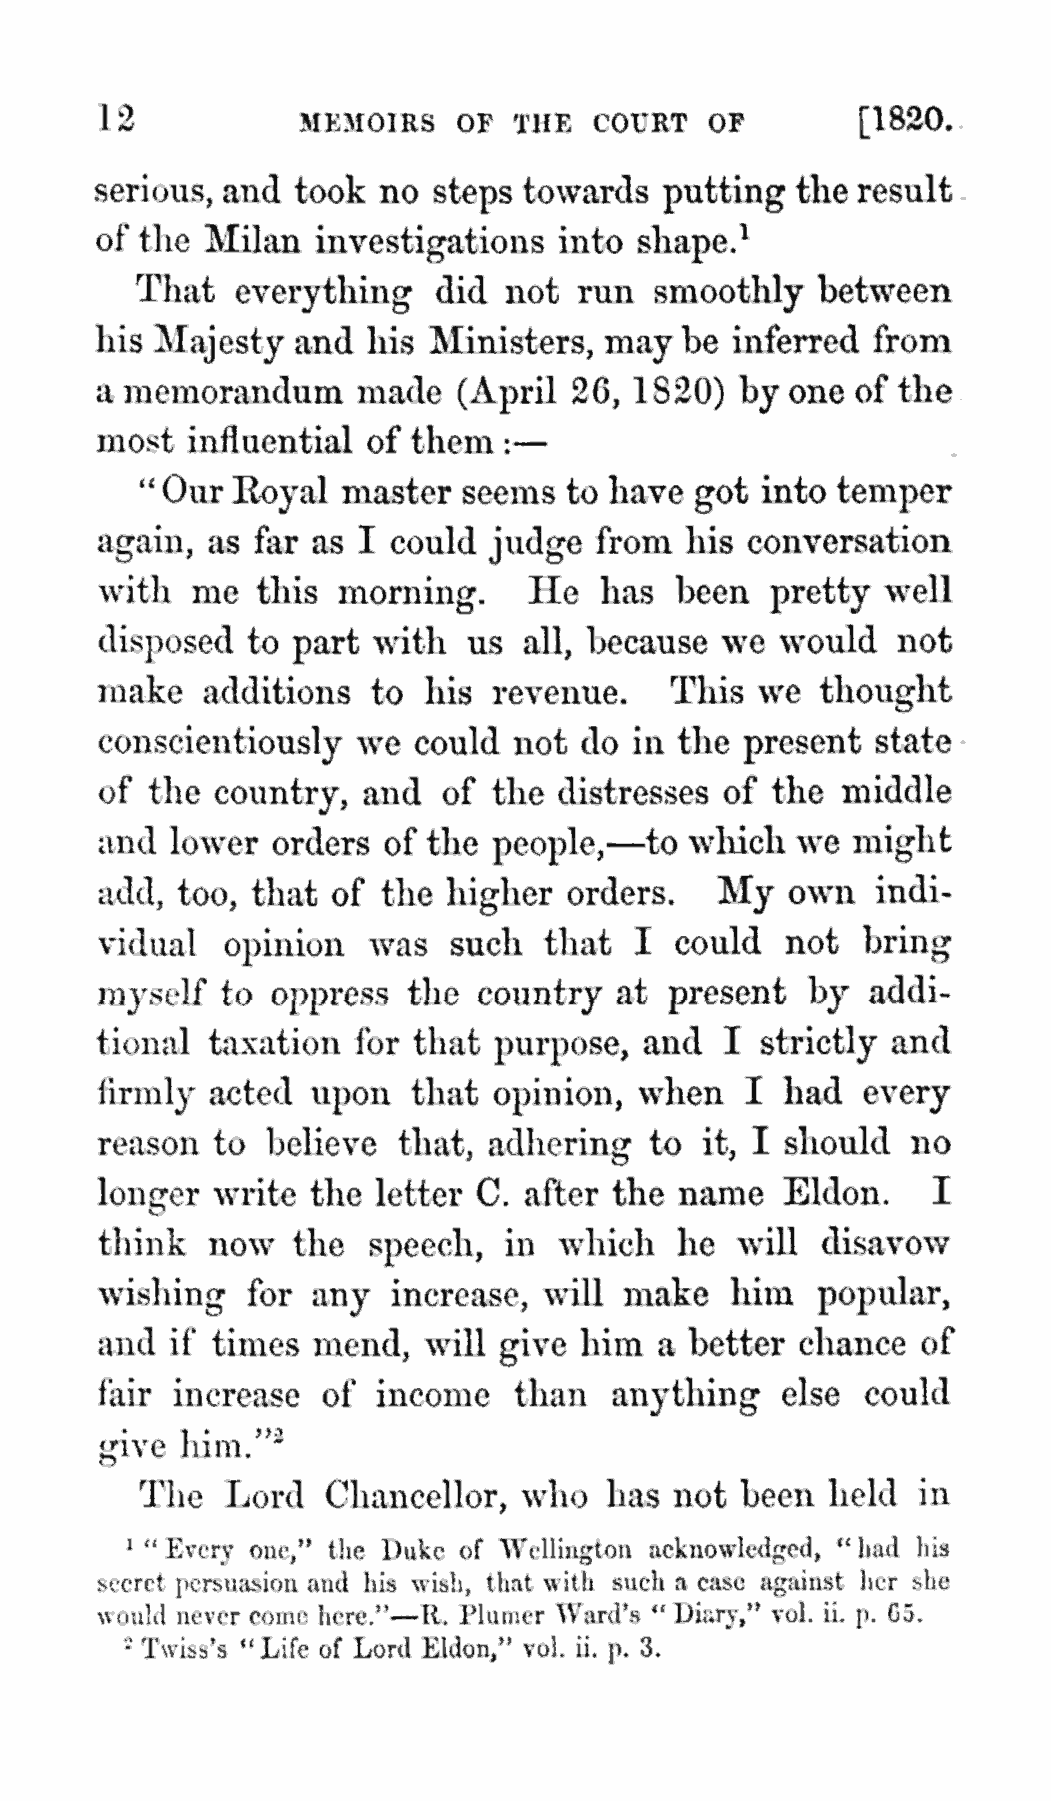 12 MEMOIRS OF THE COURT OF [1820.
serious, and took no steps towards putting the result
of the Milan investigations into shape.¹
That everything did not run smoothly between
his Majesty and his Ministers, may be inferred from
a memorandum made (April 26, 1820) by one of the
most influential of them :—
"Our Royal master seems to have got into temper
again, as far as I could judge from his conversation
with me this morning. He has been pretty well
disposed to part with us all, because we would not
make additions to his revenue. This we thought
conscientiously we could not do in the present state
of the country, and of the distresses of the middle
and lower orders of the people,—to which we might
add, too, that of the higher orders. My own indi-
vidual opinion was such that I could not bring
myself to oppress the country at present by addi-
tional taxation for that purpose, and I strictly and
firmly acted upon that opinion, when I had every
reason to believe that, adhering to it, I should no
longer write the letter C. after the name Eldon. I
think now the speech, in which he will disavow
wishing for any increase, will make him popular,
and if times mend, will give him a better chance of
fair increase of income than anything else could
give him."²
The Lord Chancellor, who has not been held in
¹ "Every one," the Duke of Wellington acknowledged, "had his
secret persuasion and his wish, that with such a case against her she
would never come here."—R. Plumer Ward's "Diary," vol. ii. p. 65.
² Twiss's "Life of Lord Eldon," vol. ii. p. 3.